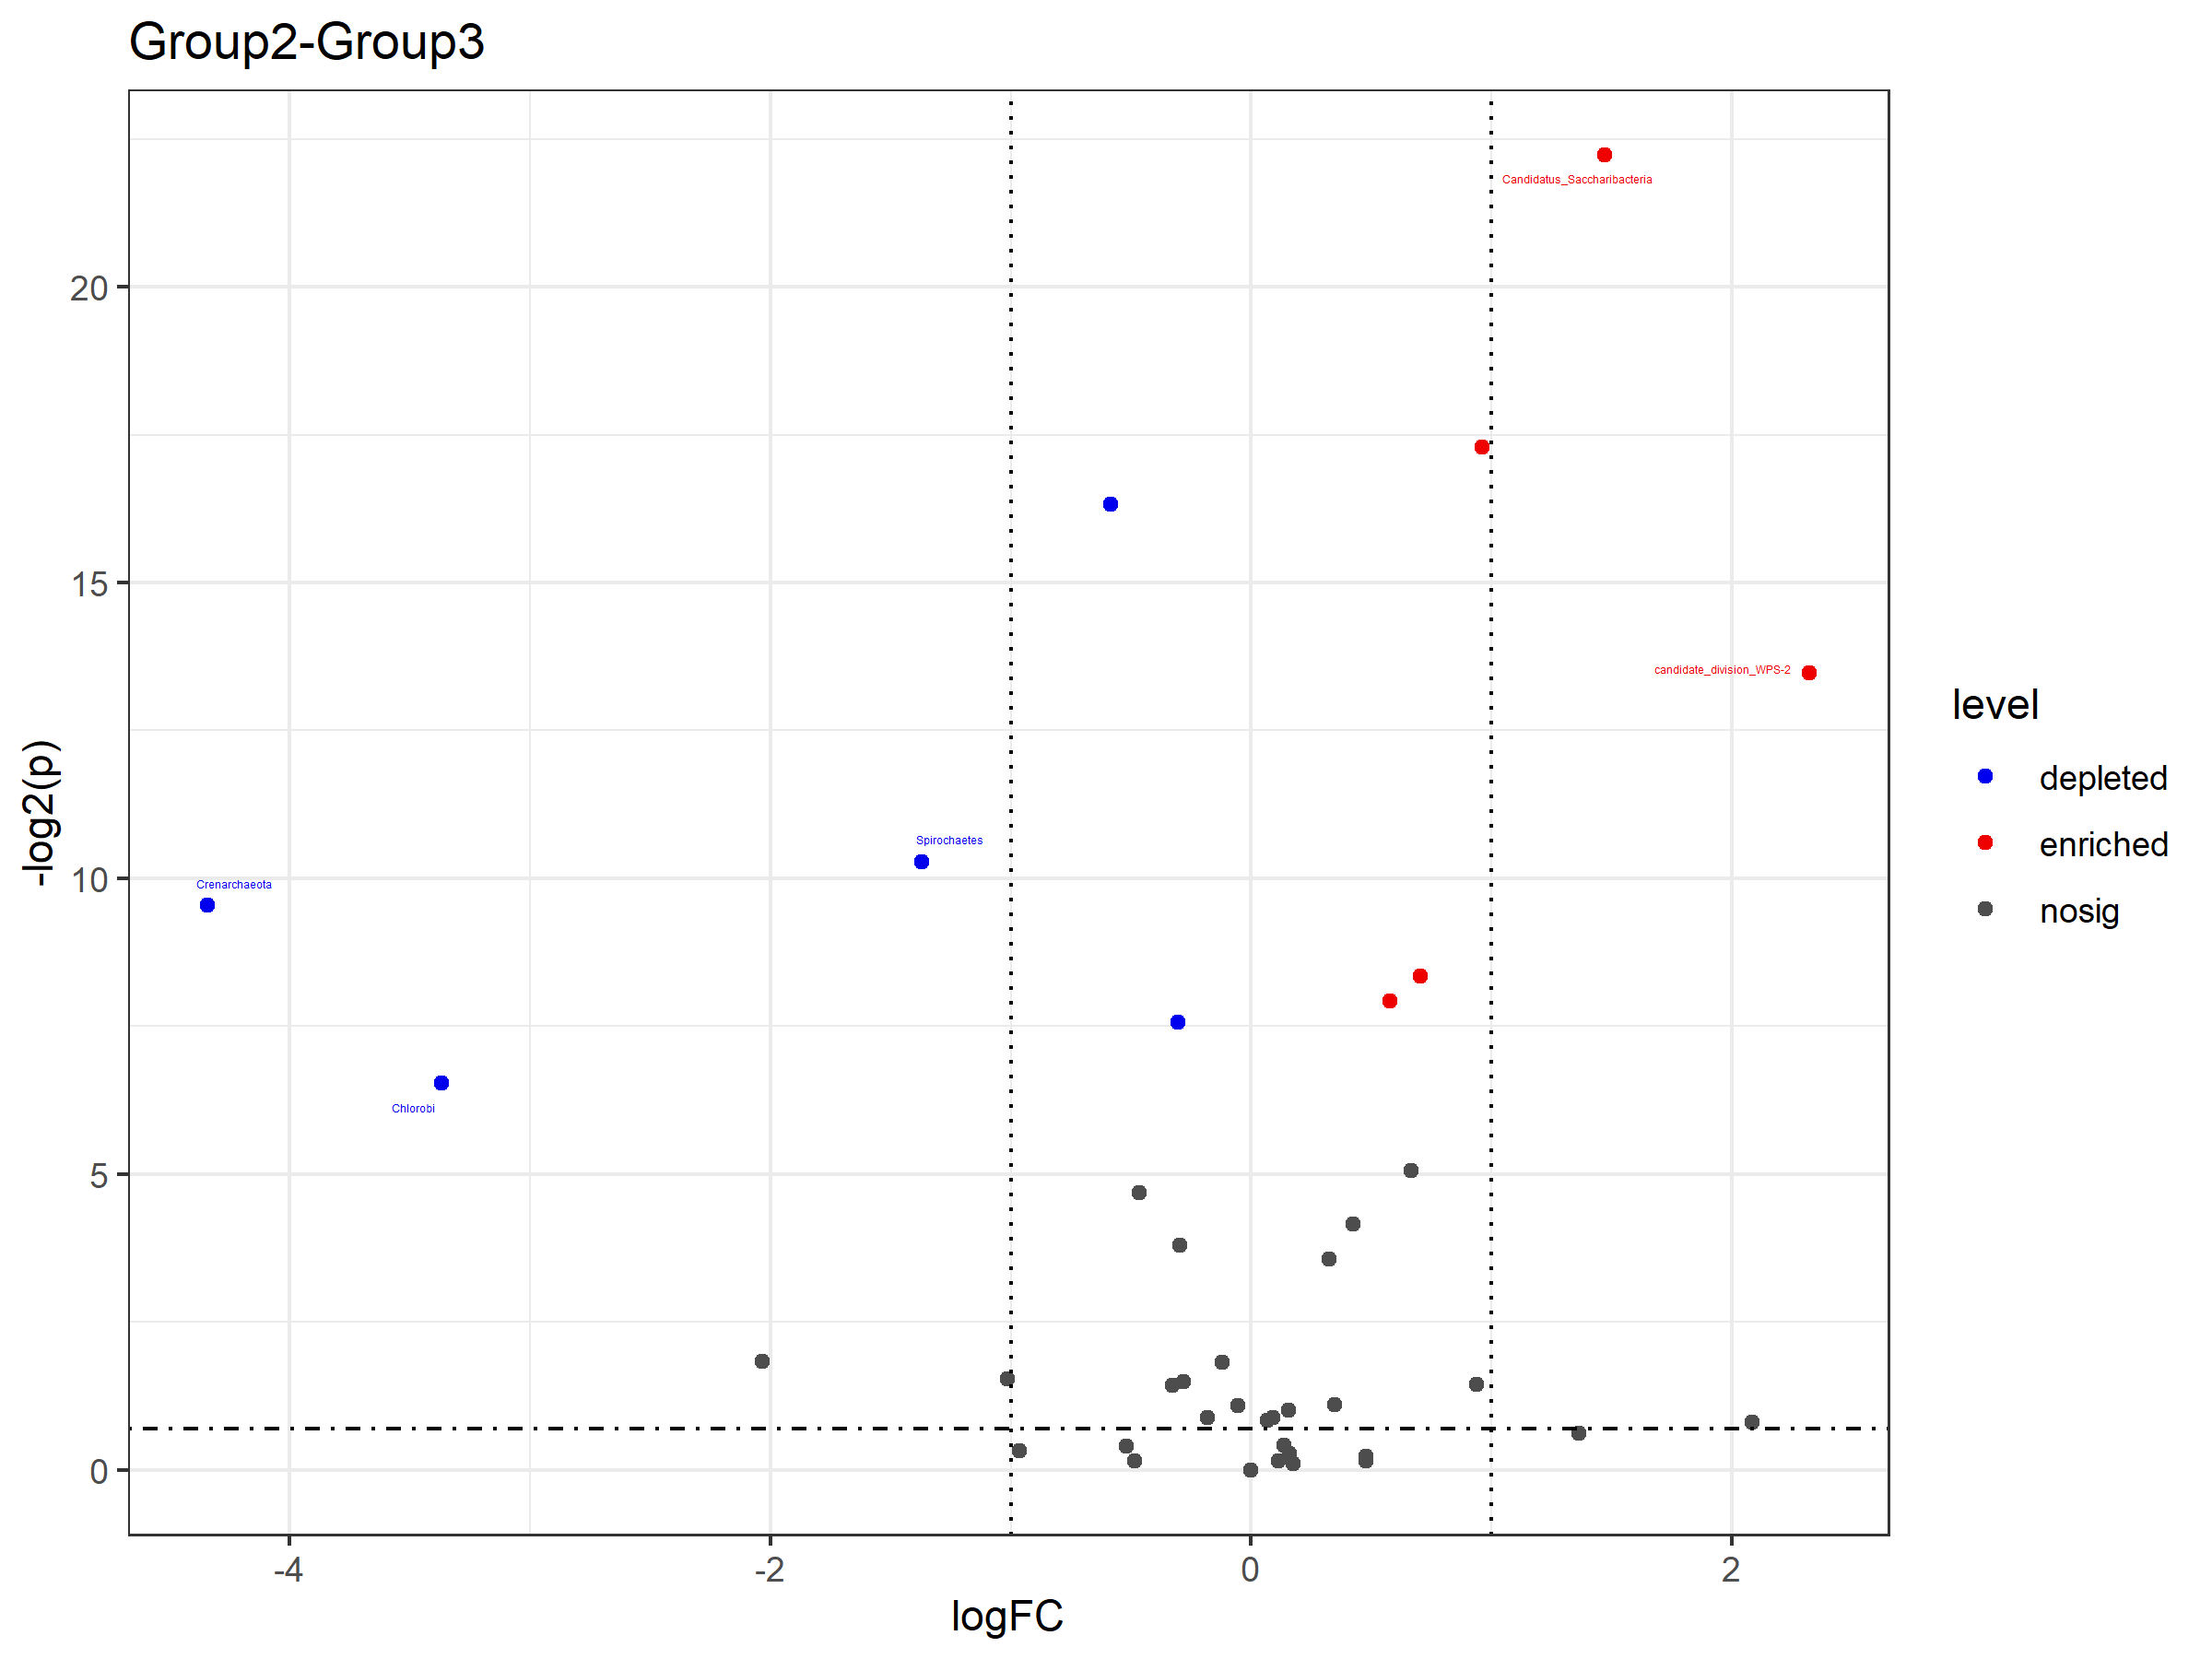 Group2-Group3
-log2(p)
20
15
10
5
0
Candidatus_Saccharibacteria
candidate_division_WPS-2
Spirochaetes
Crenarchaeota
Chlorobi
-4
-2
0
2
logFC
level
depleted
enriched
nosig